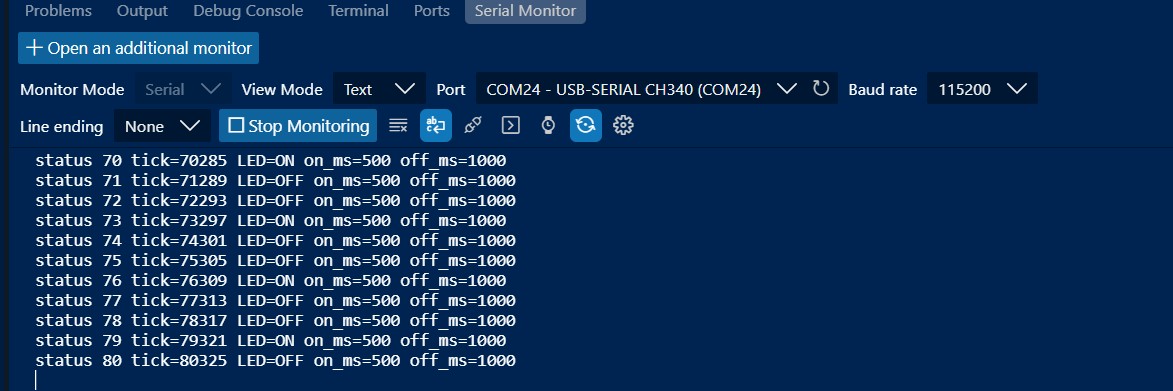 Problems Output Debug Console Terminal Ports Serial Monitor
+ Open an additional monitor
Monitor Mode Serial View Mode Text Port COM24 - USB-SERIAL CH340 (COM24) Baud rate 115200
Line ending None Stop Monitoring
status 70 tick=70285 LED=ON on_ms=500 off_ms=1000
status 71 tick=71289 LED=OFF on_ms=500 off_ms=1000
status 72 tick=72293 LED=OFF on_ms=500 off_ms=1000
status 73 tick=73297 LED=ON on_ms=500 off_ms=1000
status 74 tick=74301 LED=OFF on_ms=500 off_ms=1000
status 75 tick=75305 LED=OFF on_ms=500 off_ms=1000
status 76 tick=76309 LED=ON on_ms=500 off_ms=1000
status 77 tick=77313 LED=OFF on_ms=500 off_ms=1000
status 78 tick=78317 LED=OFF on_ms=500 off_ms=1000
status 79 tick=79321 LED=ON on_ms=500 off_ms=1000
status 80 tick=80325 LED=OFF on_ms=500 off_ms=1000